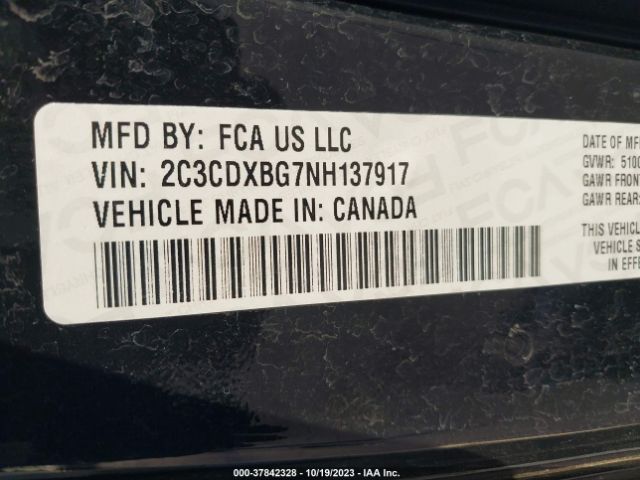 MFD BY: FCA US LLC
VIN: 2C3CDXBG7NH137917
VEHICLE MADE IN: CANADA
DATE OF MF
GVWR: 510
GAWR FRONT
GAWR REAR:
THIS VEHICL
VEHICLE S
IN EFFE
000-37842328 - 10/19/2023 - IAA Inc.